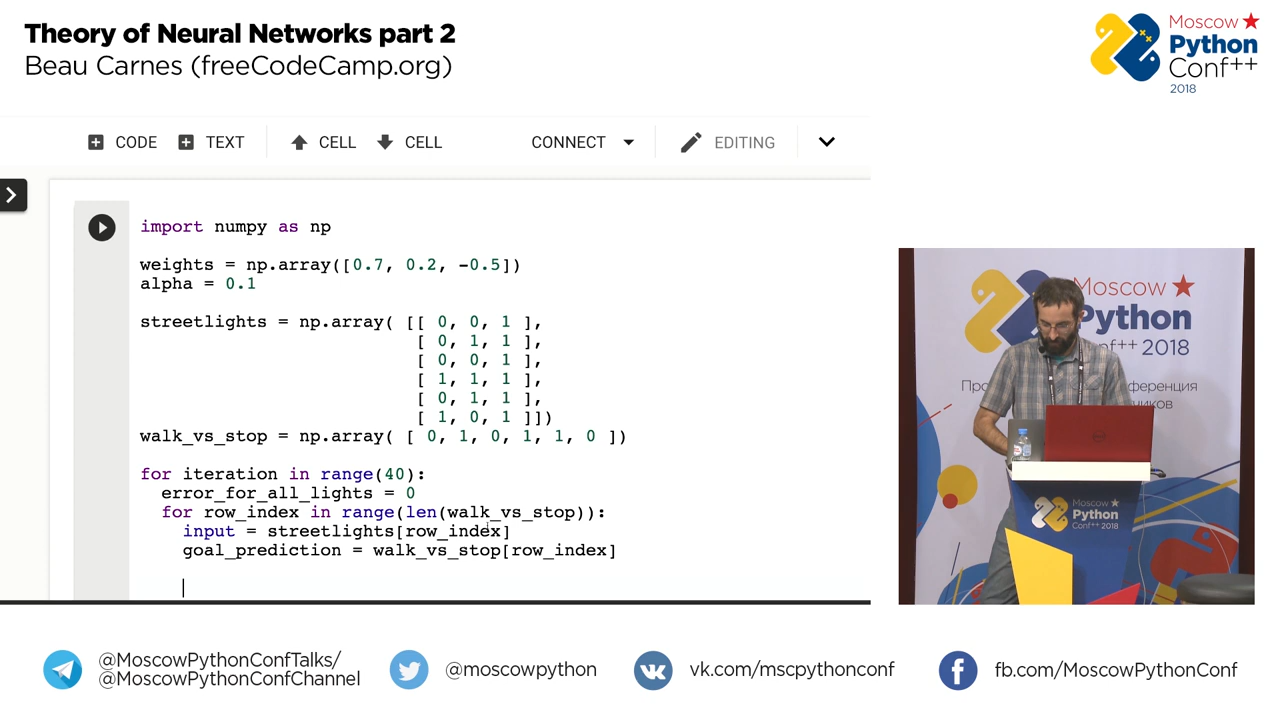 Theory of Neural Networks part 2
Beau Carnes (freeCodeCamp.org)
Moscow
Python
Conf++
2018
CODE
TEXT
CELL
CELL
CONNECT
EDITING
import numpy as np
weights = np.array([0.7, 0.2, -0.5])
alpha = 0.1
streetlights = np.array( [[ 0, 0, 1 ],
[ 0, 1, 1 ],
[ 0, 0, 1 ],
[ 1, 1, 1 ],
[ 0, 1, 1 ],
[ 1, 0, 1 ]])
walk_vs_stop = np.array( [ 0, 1, 0, 1, 1, 0 ])
for iteration in range(40):
error_for_all_lights = 0
for row_index in range(len(walk_vs_stop)):
input = streetlights[row_index]
goal_prediction = walk_vs_stop[row_index]
Moscow
Python
2018
Moscow
Python
Conf++ 2018
@MoscowPythonConfTalks/
@MoscowPythonConfChannel
@moscowpython
vk.com/mscpythonconf
fb.com/MoscowPythonConf